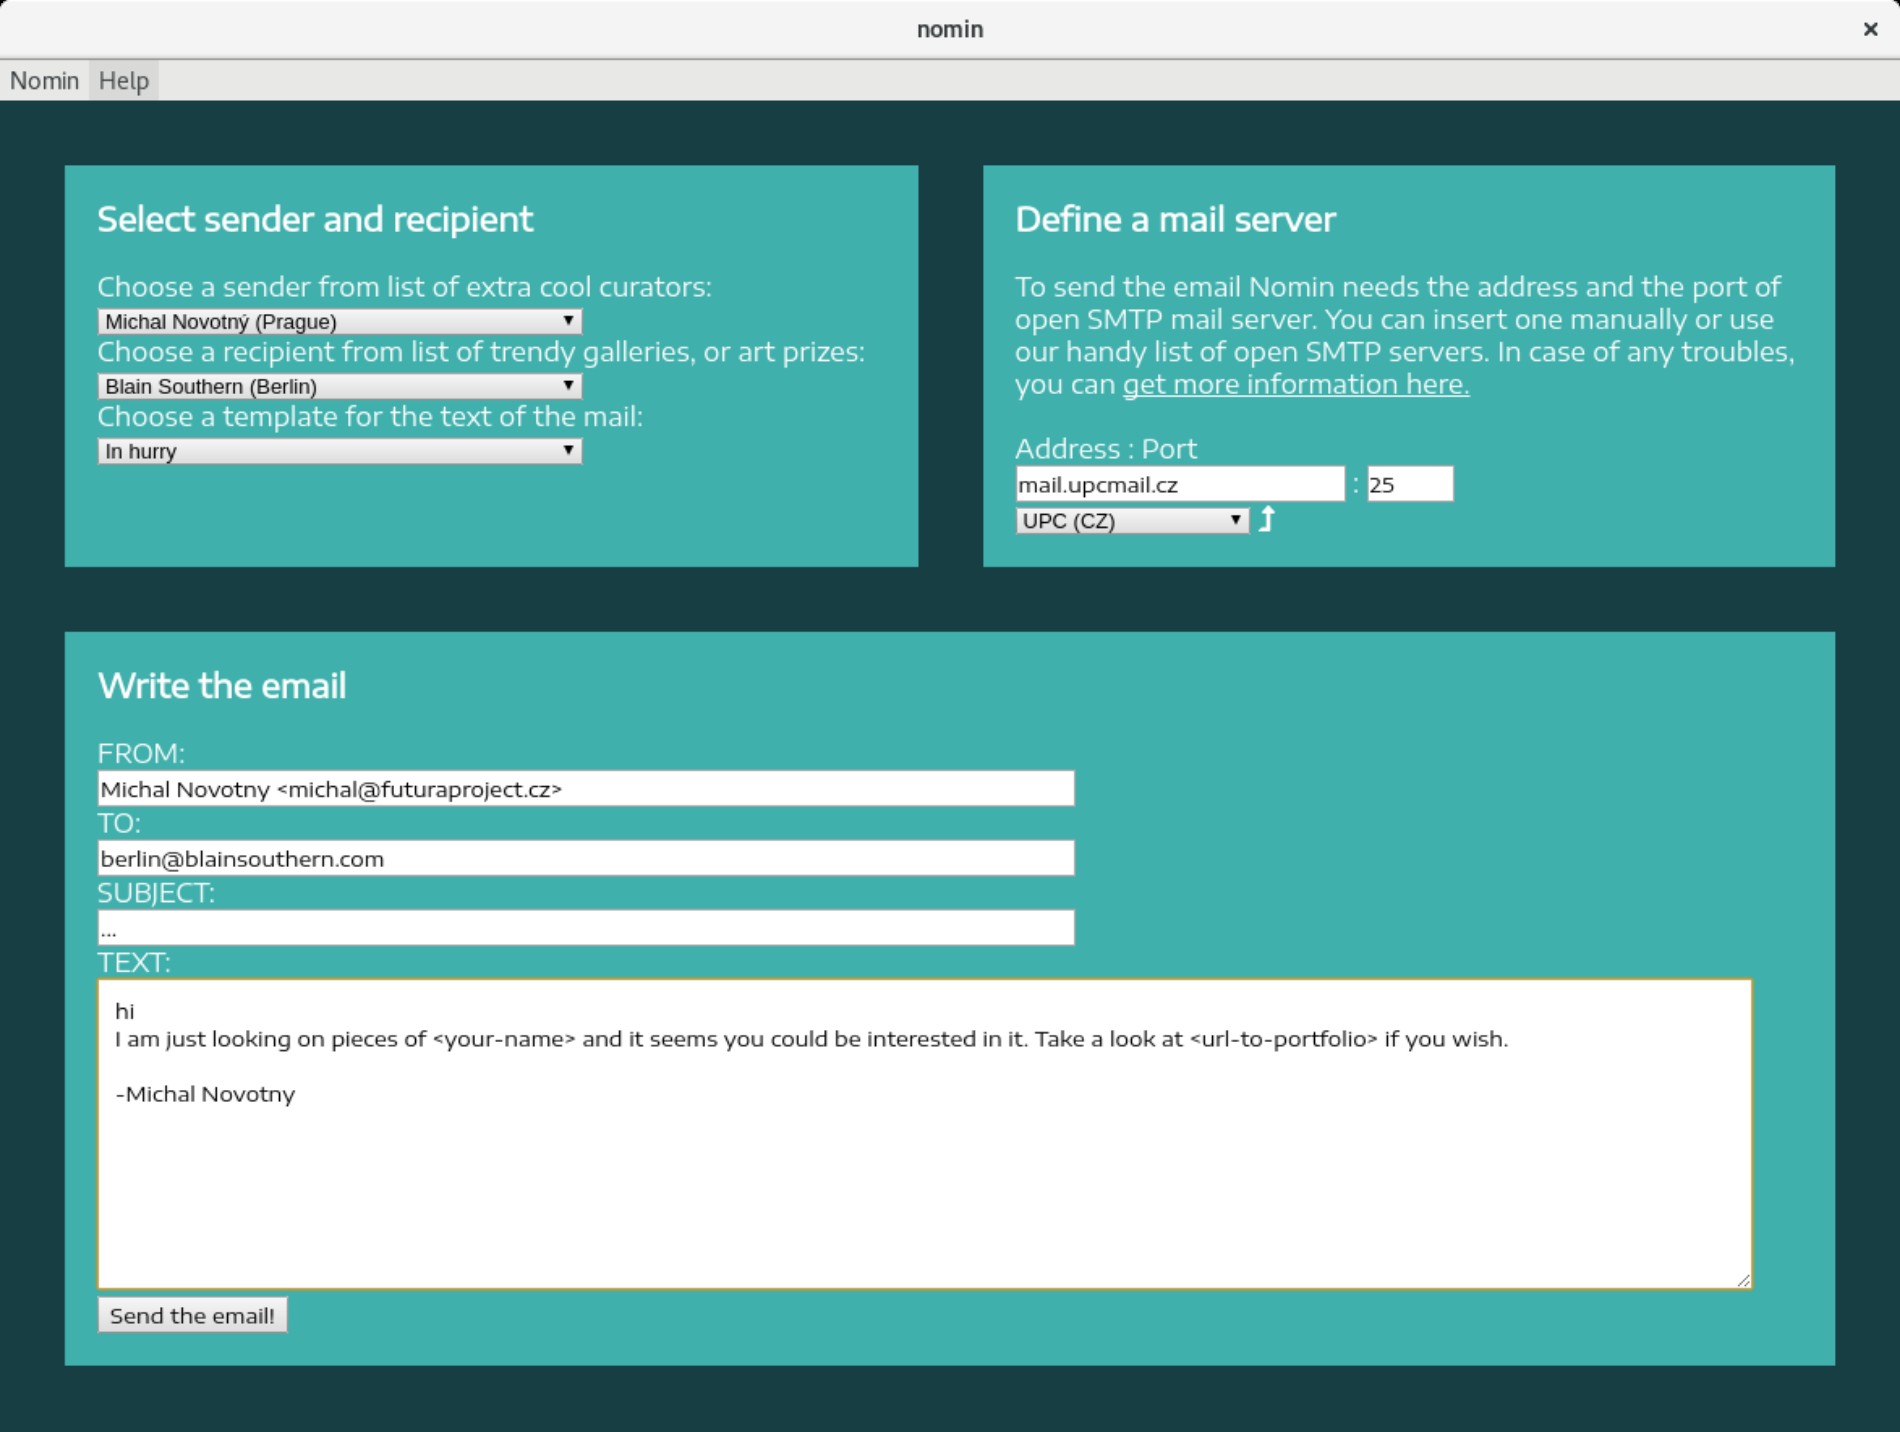 nomin
Nomin Help
Select sender and recipient
Choose a sender from list of extra cool curators:
Michal Novotný (Prague)
Choose a recipient from list of trendy galleries, or art prizes:
Blain Southern (Berlin)
Choose a template for the text of the mail:
In hurry
Define a mail server
To send the email Nomin needs the address and the port of
open SMTP mail server. You can insert one manually or use
our handy list of open SMTP servers. In case of any troubles,
you can get more information here.
Address : Port
mail.upcmail.cz : 25
UPC (CZ)
Write the email
FROM:
Michal Novotny <michal@futuraproject.cz>
TO:
berlin@blainsouthern.com
SUBJECT:
...
TEXT:
hi
I am just looking on pieces of <your-name> and it seems you could be interested in it. Take a look at <url-to-portfolio> if you wish.
-Michal Novotny
Send the email!